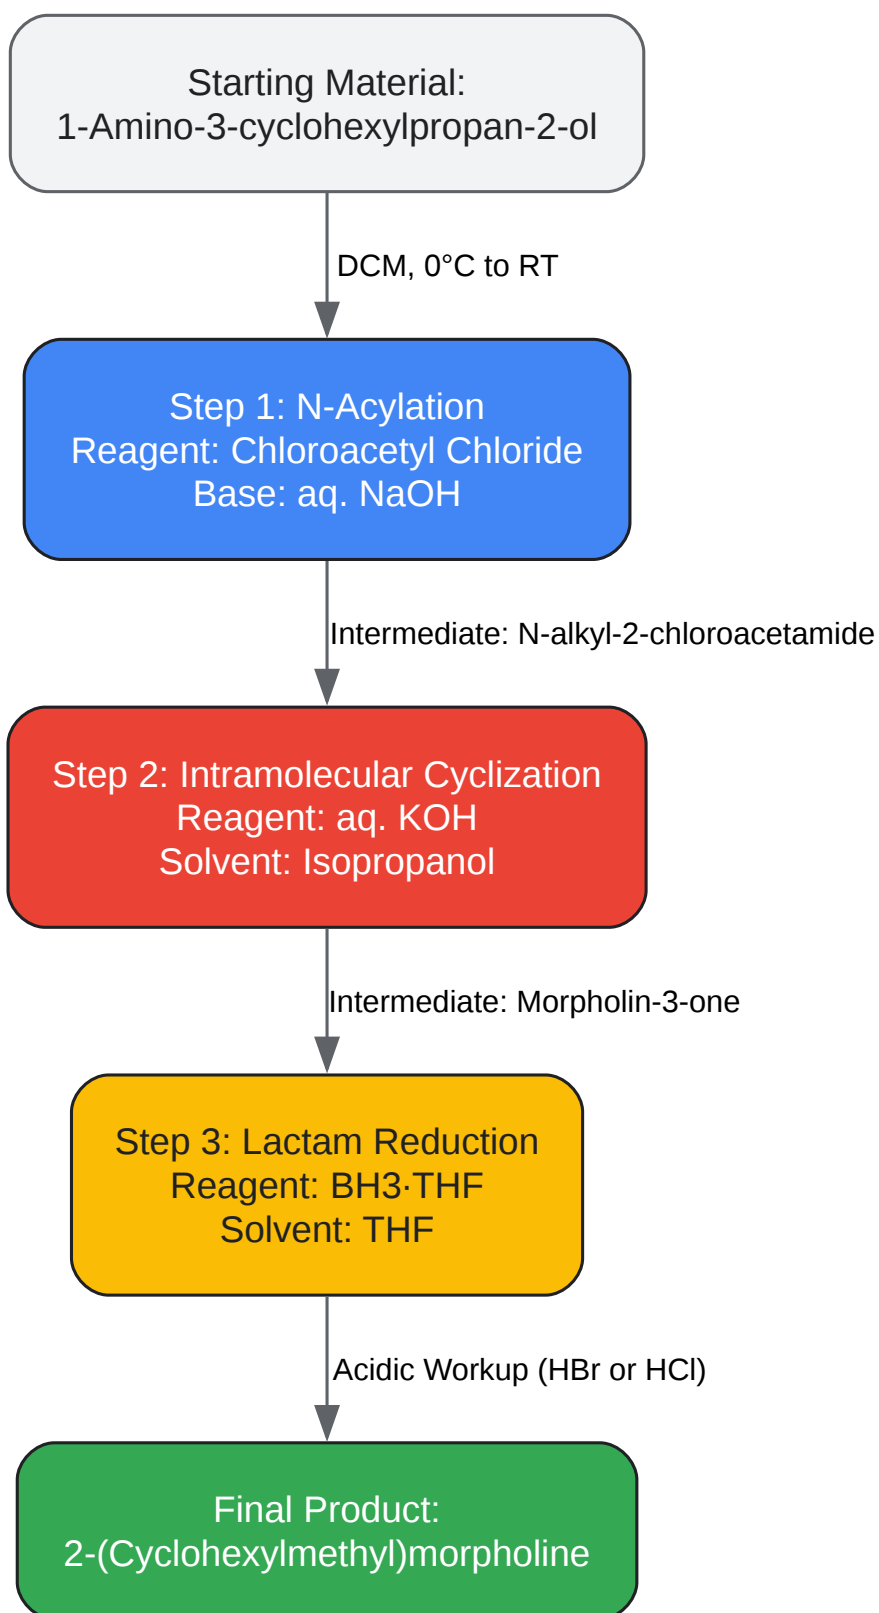 Starting Material:
1-Amino-3-cyclohexylpropan-2-ol
DCM, 0°C to RT
Step 1: N-Acylation
Reagent: Chloroacetyl Chloride
Base: aq. NaOH
Intermediate: N-alkyl-2-chloroacetamide
Step 2: Intramolecular Cyclization
Reagent: aq. KOH
Solvent: Isopropanol
Intermediate: Morpholin-3-one
Step 3: Lactam Reduction
Reagent: BH3·THF
Solvent: THF
Acidic Workup (HBr or HCl)
Final Product:
2-(Cyclohexylmethyl)morpholine